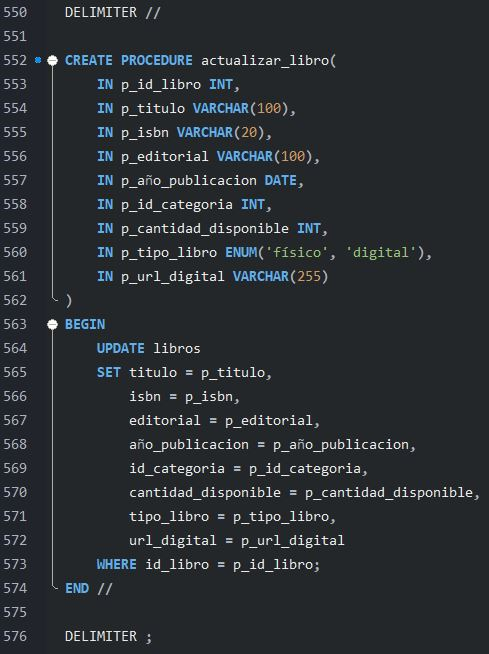 550 DELIMITER //
551
552 CREATE PROCEDURE actualizar_libro(
553     IN p_id_libro INT,
554     IN p_titulo VARCHAR(100),
555     IN p_isbn VARCHAR(20),
556     IN p_editorial VARCHAR(100),
557     IN p_año_publicacion DATE,
558     IN p_id_categoria INT,
559     IN p_cantidad_disponible INT,
560     IN p_tipo_libro ENUM('físico', 'digital'),
561     IN p_url_digital VARCHAR(255)
562 )
563 BEGIN
564     UPDATE libros
565     SET titulo = p_titulo,
566         isbn = p_isbn,
567         editorial = p_editorial,
568         año_publicacion = p_año_publicacion,
569         id_categoria = p_id_categoria,
570         cantidad_disponible = p_cantidad_disponible,
571         tipo_libro = p_tipo_libro,
572         url_digital = p_url_digital
573     WHERE id_libro = p_id_libro;
574 END //
575
576 DELIMITER ;